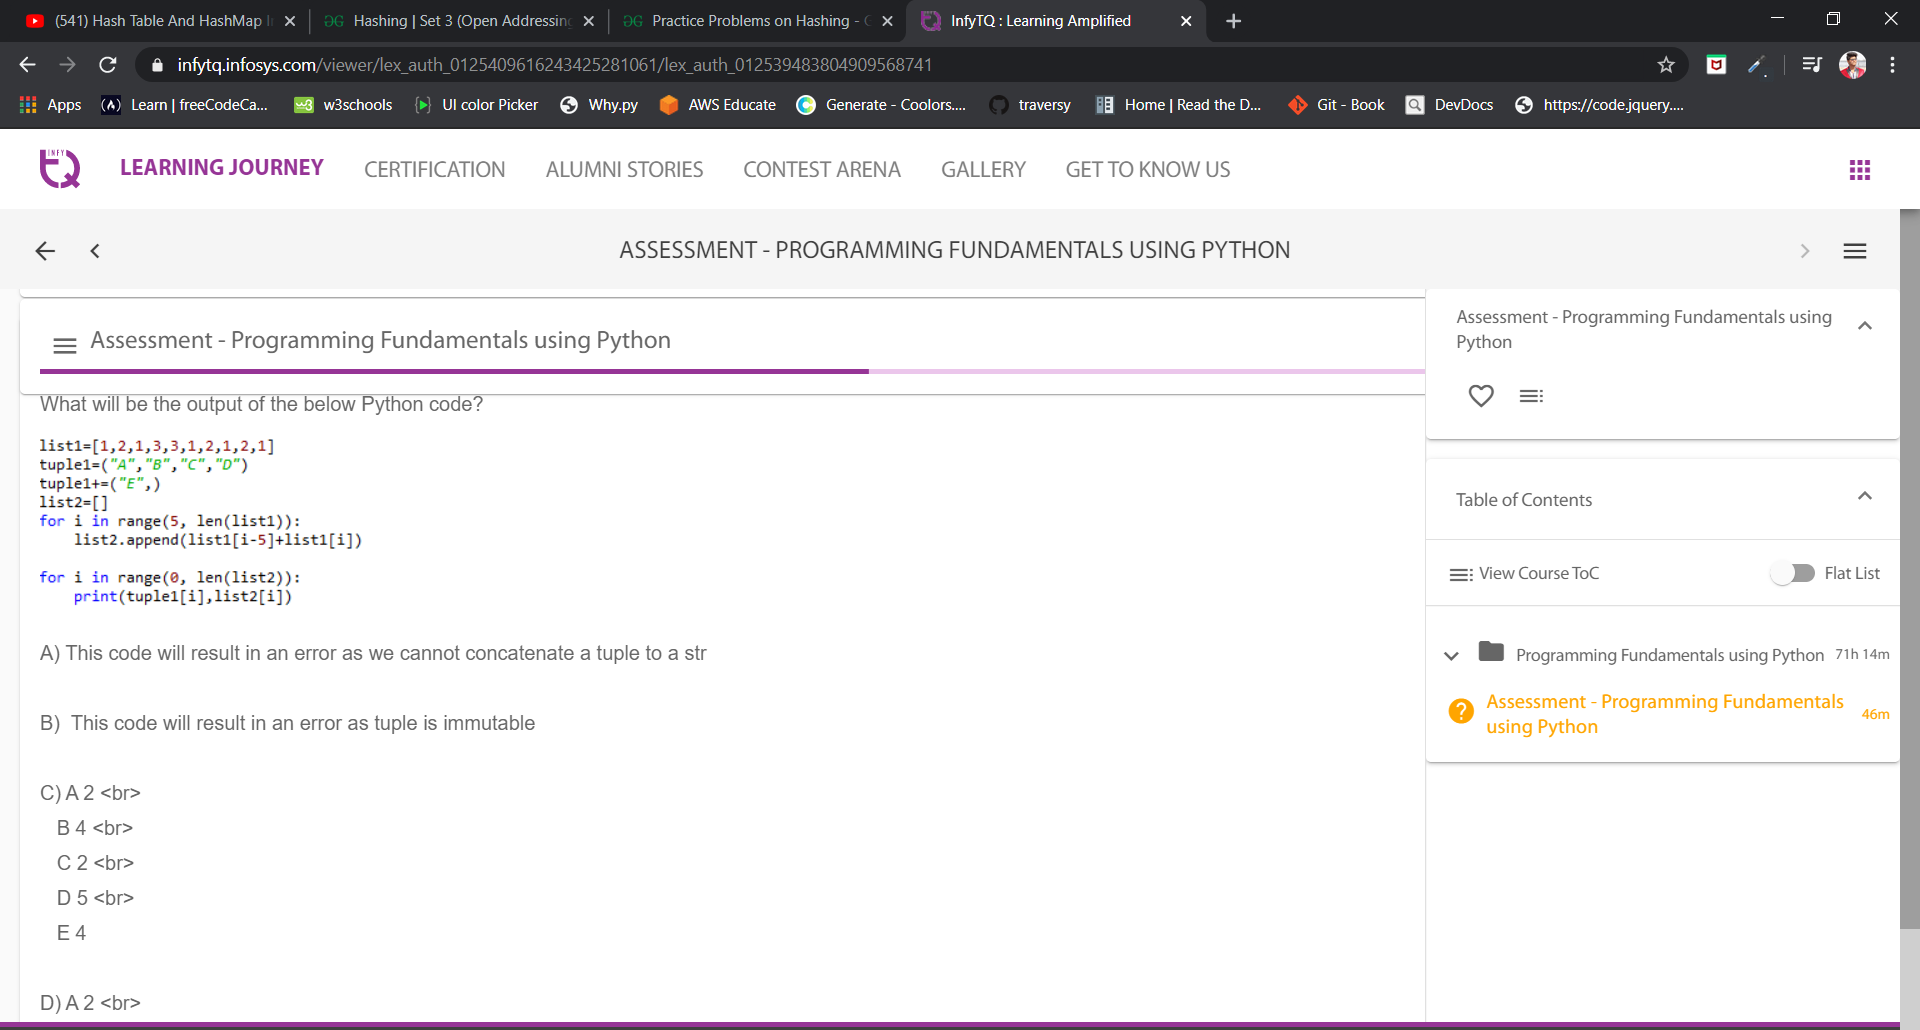 (541) Hash Table And HashMap
Hashing | Set 3 (Open Addressing
Practice Problems on Hashing -
InfyTQ : Learning Amplified
infytq.infosys.com/viewer/lex_auth_0125409616243425281061/lex_auth_012539483804909568741
Apps
Learn | freeCodeCa...
w3schools
UI color Picker
Why.py
AWS Educate
Generate - Coolors....
traversy
Home | Read the D...
Git - Book
DevDocs
https://code.jquery....
INFY
LEARNING JOURNEY
CERTIFICATION
ALUMNI STORIES
CONTEST ARENA
GALLERY
GET TO KNOW US
ASSESSMENT - PROGRAMMING FUNDAMENTALS USING PYTHON
Assessment - Programming Fundamentals using Python
What will be the output of the below Python code?
list1=[1,2,1,3,3,1,2,1,2,1]
tuple1=("A","B","C","D")
tuple1+=("E",)
list2=[]
for i in range(5, len(list1)):
    list2.append(list1[i-5]+list1[i])
for i in range(0, len(list2)):
    print(tuple1[i],list2[i])
A) This code will result in an error as we cannot concatenate a tuple to a str
B)  This code will result in an error as tuple is immutable
C) A 2 <br>
B 4 <br>
C 2 <br>
D 5 <br>
E 4
D) A 2 <br>
Assessment - Programming Fundamentals using
Python
Table of Contents
View Course ToC
Flat List
Programming Fundamentals using Python 71h 14m
Assessment - Programming Fundamentals
using Python
46m